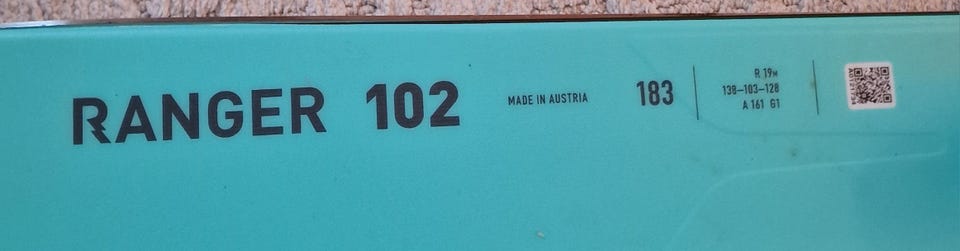 RANGER 102 MADE IN AUSTRIA 183
R 19M
138-103-128
A 161 G1